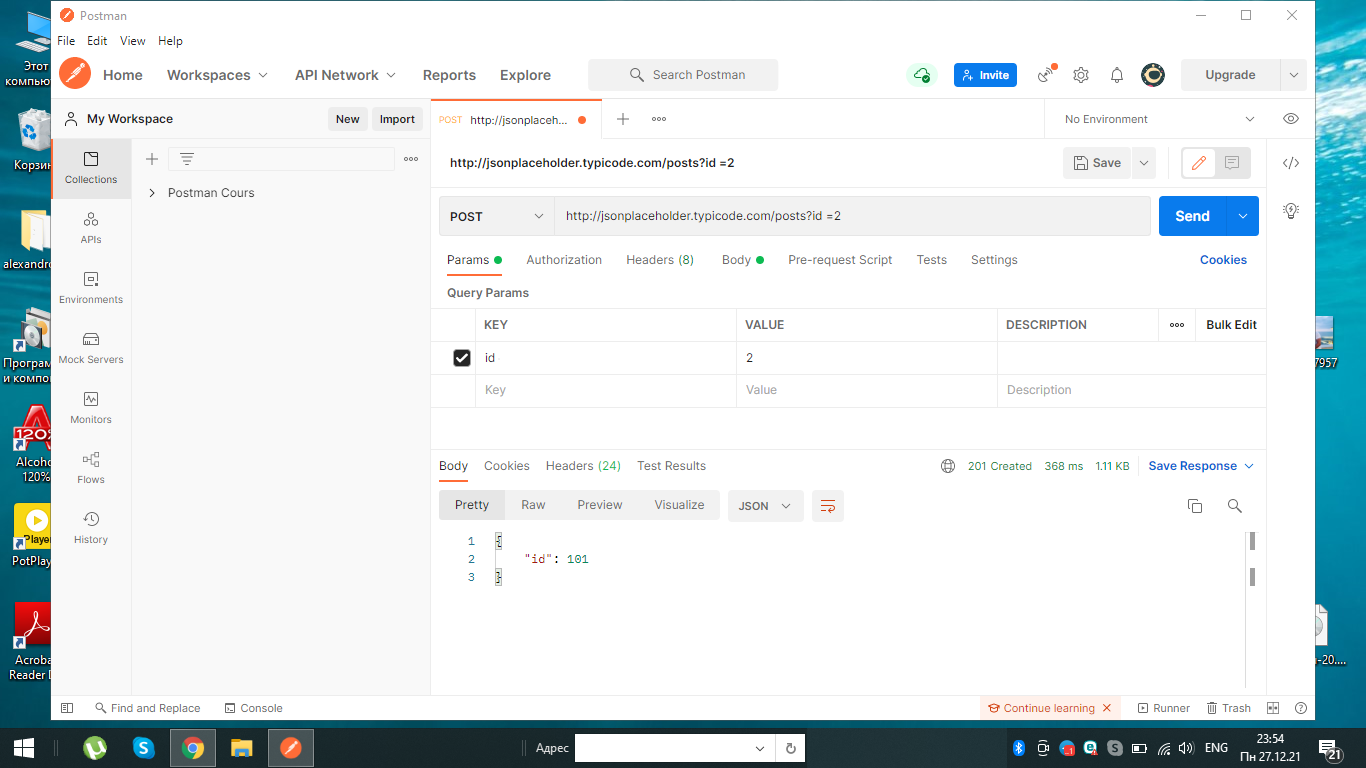 Postman
File Edit View Help
Home Workspaces API Network Reports Explore Search Postman Invite Upgrade
My Workspace New Import POST http://jsonplaceh... No Environment
http://jsonplaceholder.typicode.com/posts?id =2 Save
Collections
Postman Cours
POST http://jsonplaceholder.typicode.com/posts?id =2 Send
APIs
Params Authorization Headers (8) Body Pre-request Script Tests Settings Cookies
Environments
Query Params
KEY VALUE DESCRIPTION Bulk Edit
Mock Servers
id 2
Key Value Description
Monitors
Body Cookies Headers (24) Test Results 201 Created 368 ms 1.11 KB Save Response
Flows
Pretty Raw Preview Visualize JSON
History
1 {
2 "id": 101
3 }
Find and Replace Console Continue learning Runner Trash
Этот
компью
Корзин
alexandr
Програм
и компо
120%
Alcoho
120%
Player
PotPlaye
Acroba
Reader D
7957
-20....
Адрес
ENG
23:54
Пн 27.12.21
21